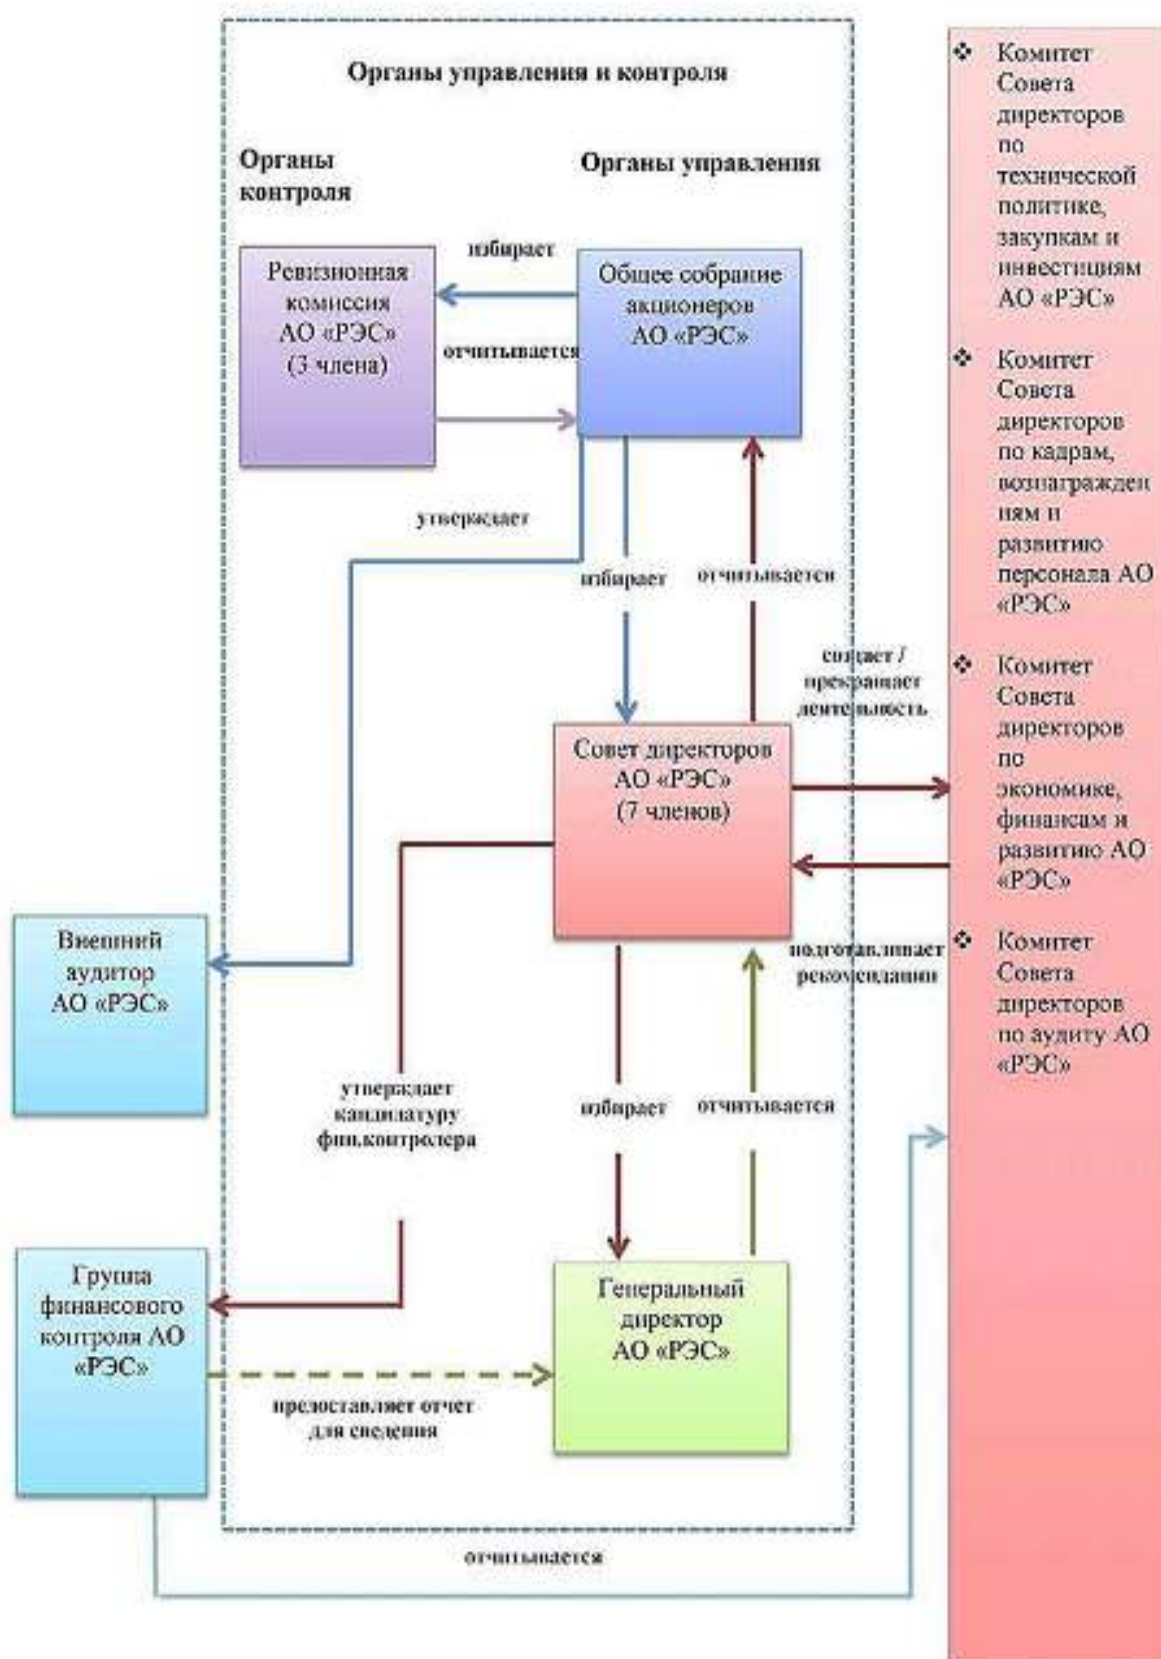 Органы управления и контроля
Органы
контроля
Органы управления
избирает
Ревизионная
комиссия
АО «РЭС»
(3 члена)
Общее собрание
акционеров
АО «РЭС»
отчитывается
утверждает
избирает
отчитывается
создает /
прекращает
деятельность
Совет директоров
АО «РЭС»
(7 членов)
подготавливает
рекомендации
Внешний
аудитор
АО «РЭС»
утверждает
кандидатуру
фин.контролера
избирает
отчитывается
Группа
финансового
контроля АО
«РЭС»
Генеральный
директор
АО «РЭС»
предоставляет отчет
для сведения
отчитывается
❖ Комитет
Совета
директоров
по
технической
политике,
закупкам и
инвестициям
АО «РЭС»
❖ Комитет
Совета
директоров
по кадрам,
вознагражден
иям и
развитию
персонала АО
«РЭС»
❖ Комитет
Совета
директоров
по
экономике,
финансам и
развитию АО
«РЭС»
❖ Комитет
Совета
директоров
по аудиту АО
«РЭС»